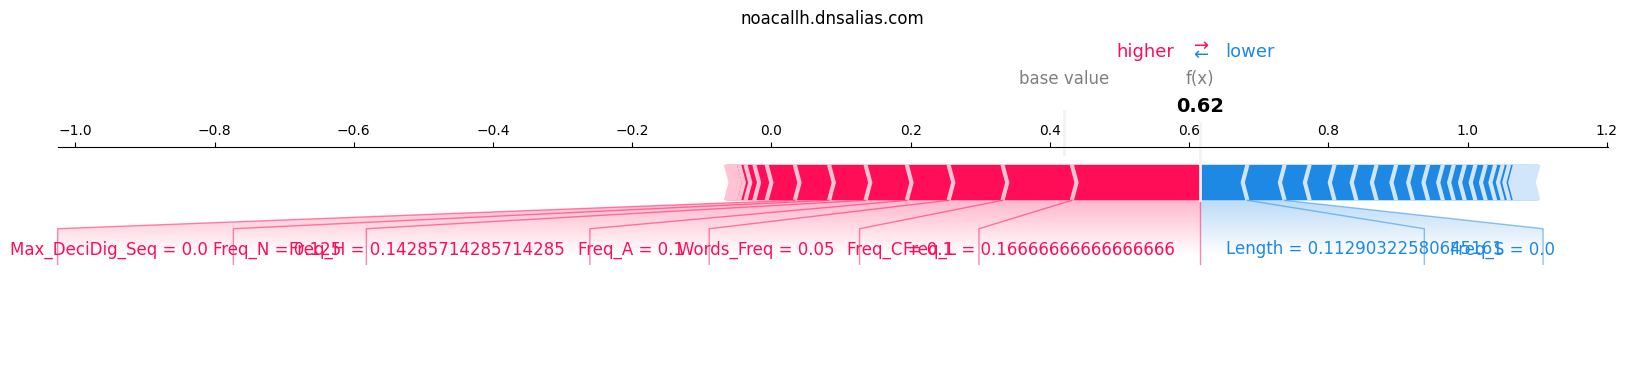 noacallh.dnsalias.com
higher ⇄ lower
base value f(x)
0.62
−1.0 −0.8 −0.6 −0.4 −0.2 0.0 0.2 0.4 0.6 0.8 1.0 1.2
Max_DeciDig_Seq = 0.0 Freq_N = 0.125 Freq_H = 0.14285714285714285 Freq_A = 0.1 Words_Freq = 0.05 Freq_C = 0.1 Freq_L = 0.16666666666666666 Length = 0.11290322580645161 Freq_S = 0.0